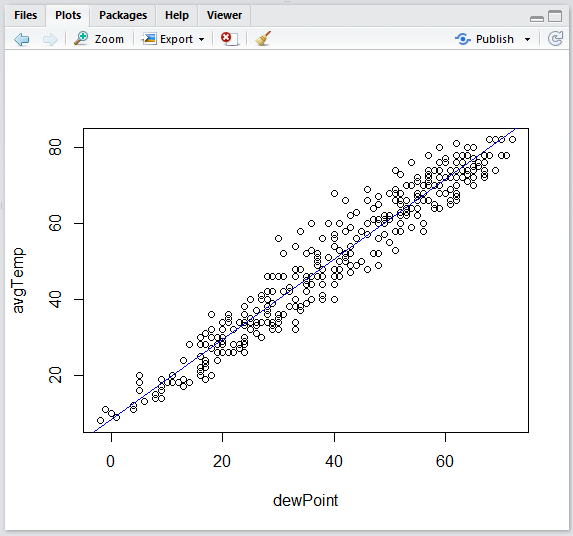 Files Plots Packages Help Viewer
Zoom Export Publish
80
60
40
20
avgTemp
0 20 40 60
dewPoint